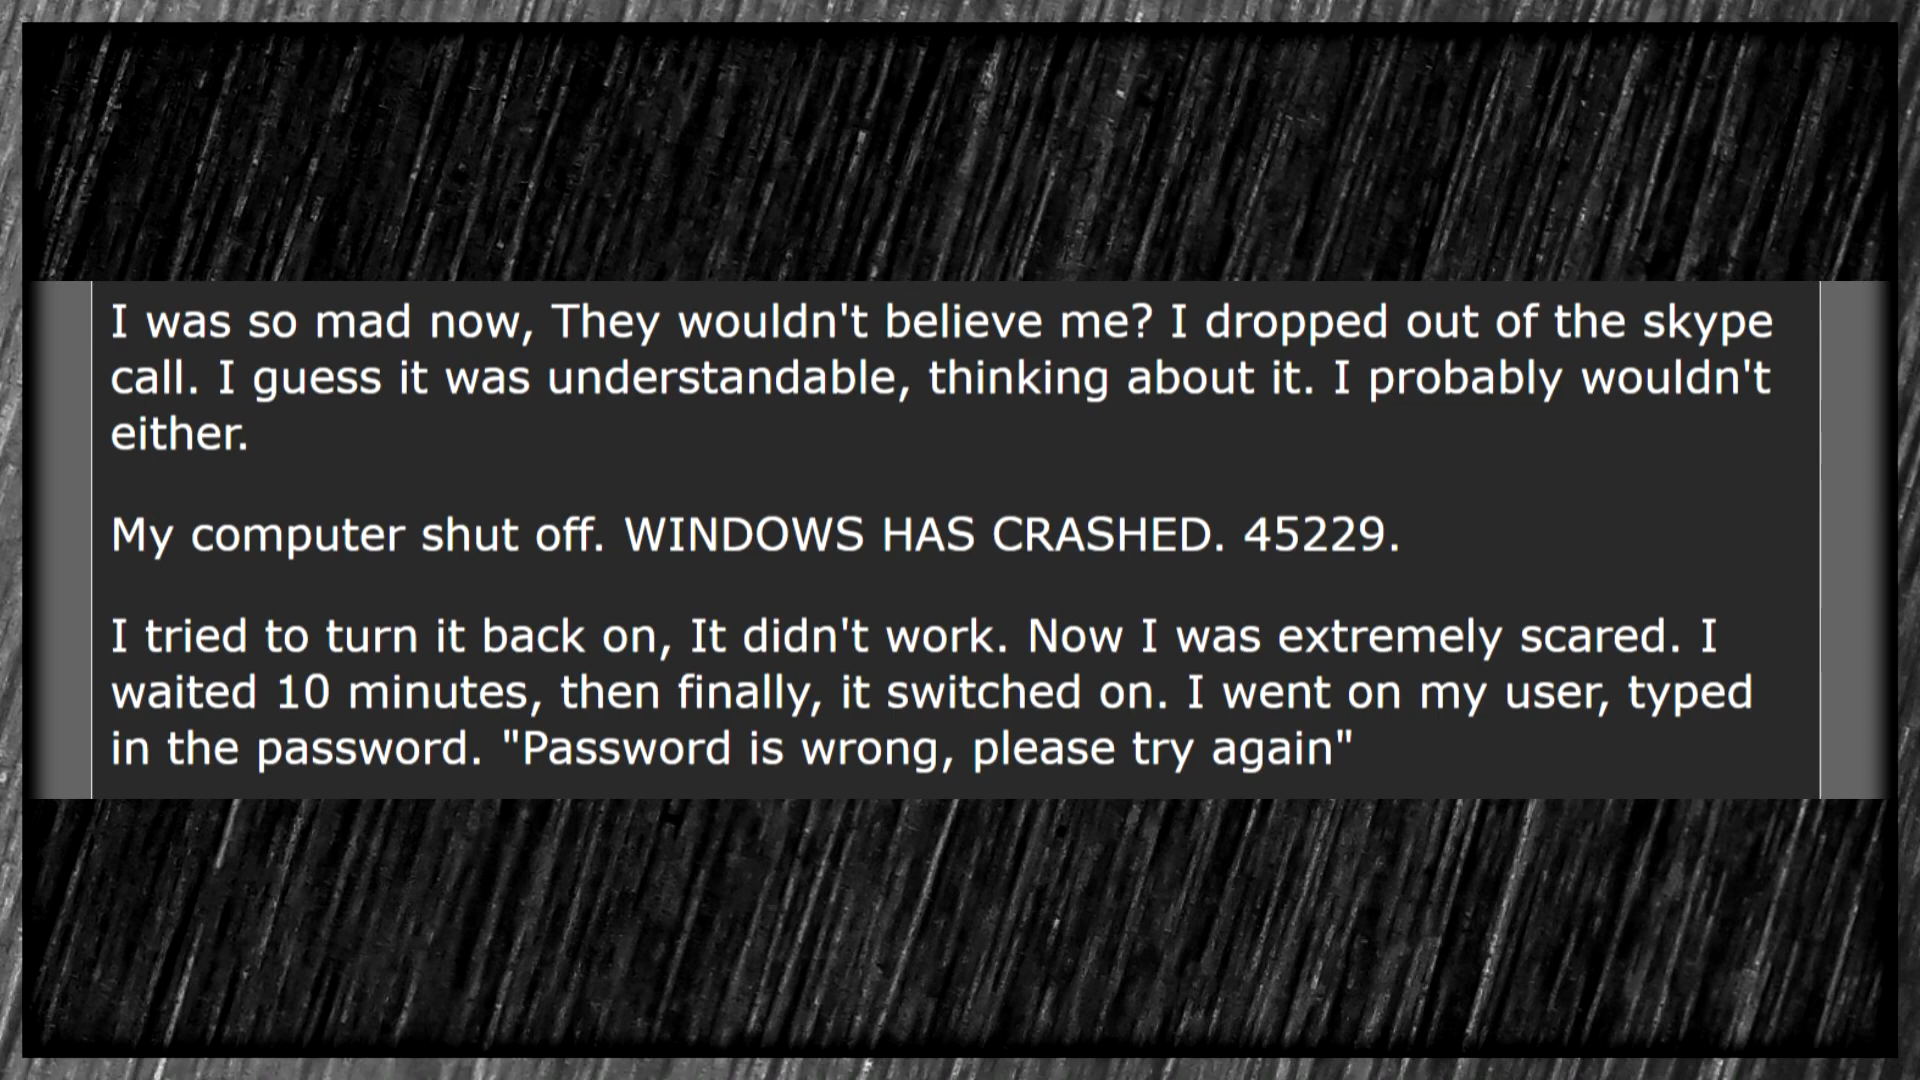 I was so mad now, They wouldn't believe me? I dropped out of the skype
call. I guess it was understandable, thinking about it. I probably wouldn't
either.
My computer shut off. WINDOWS HAS CRASHED. 45229.
I tried to turn it back on, It didn't work. Now I was extremely scared. I
waited 10 minutes, then finally, it switched on. I went on my user, typed
in the password. "Password is wrong, please try again"